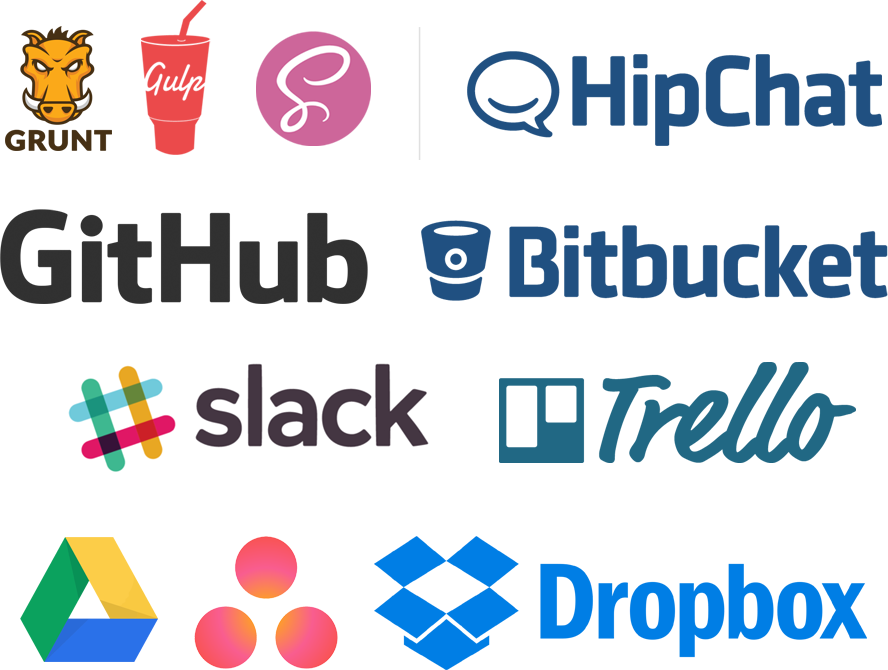 GRUNT
Gulp
S
HipChat
GitHub
Bitbucket
slack
Trello
Dropbox